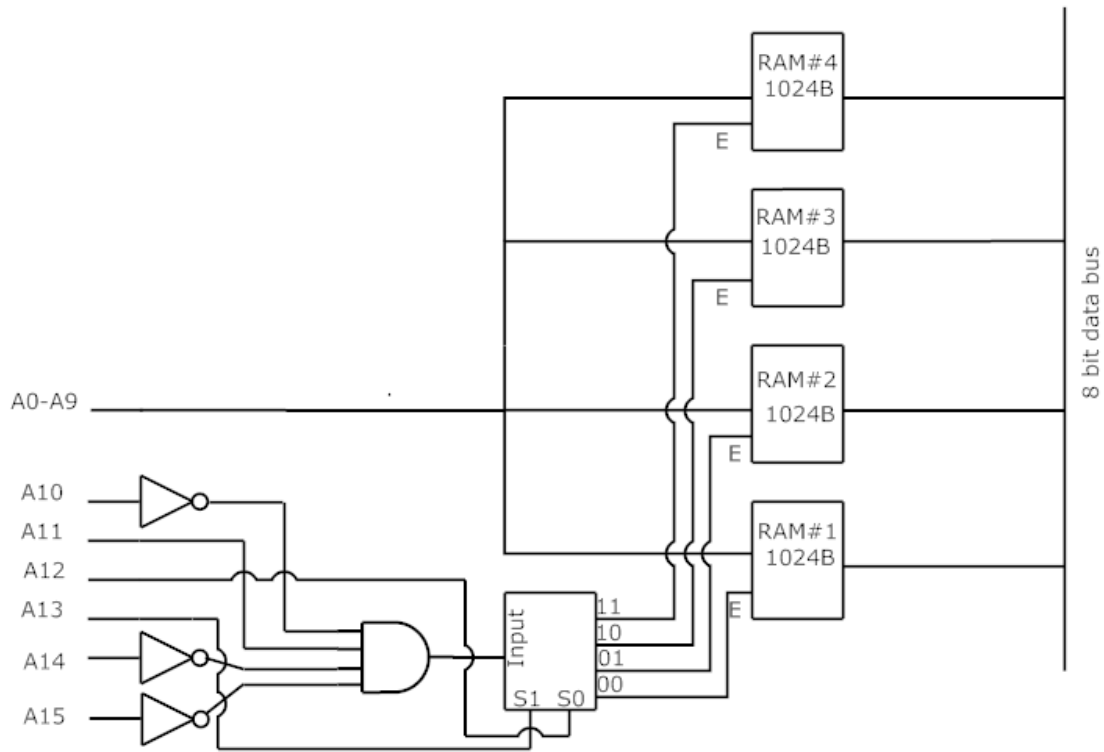 RAM#4
1024B
E
RAM#3
1024B
E
8 bit data bus
A0-A9
RAM#2
1024B
E
A10
A11
A12
A13
A14
A15
RAM#1
1024B
E
Input
11
10
01
00
S1 S0